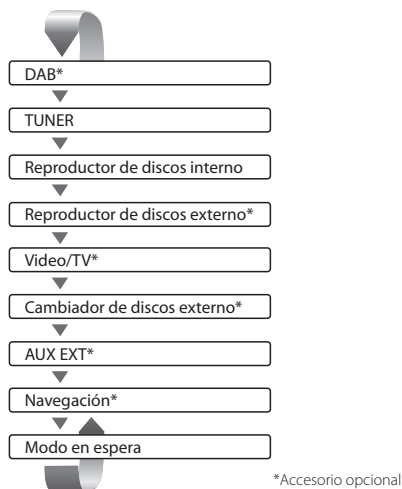 DAB*
TUNER
Reproductor de discos interno
Reproductor de discos externo*
Video/TV*
Cambiador de discos externo*
AUX EXT*
Navegación*
Modo en espera
*Accesorio opcional